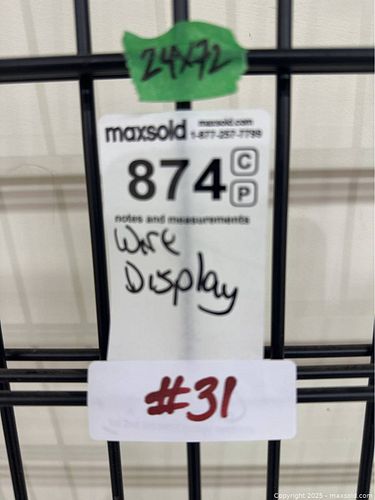 24x72
maxsold maxsold.com
1-877-257-7799
874 C
P
notes and measurements
Wire
Display
#31
Copyright 2025 - maxsold.com